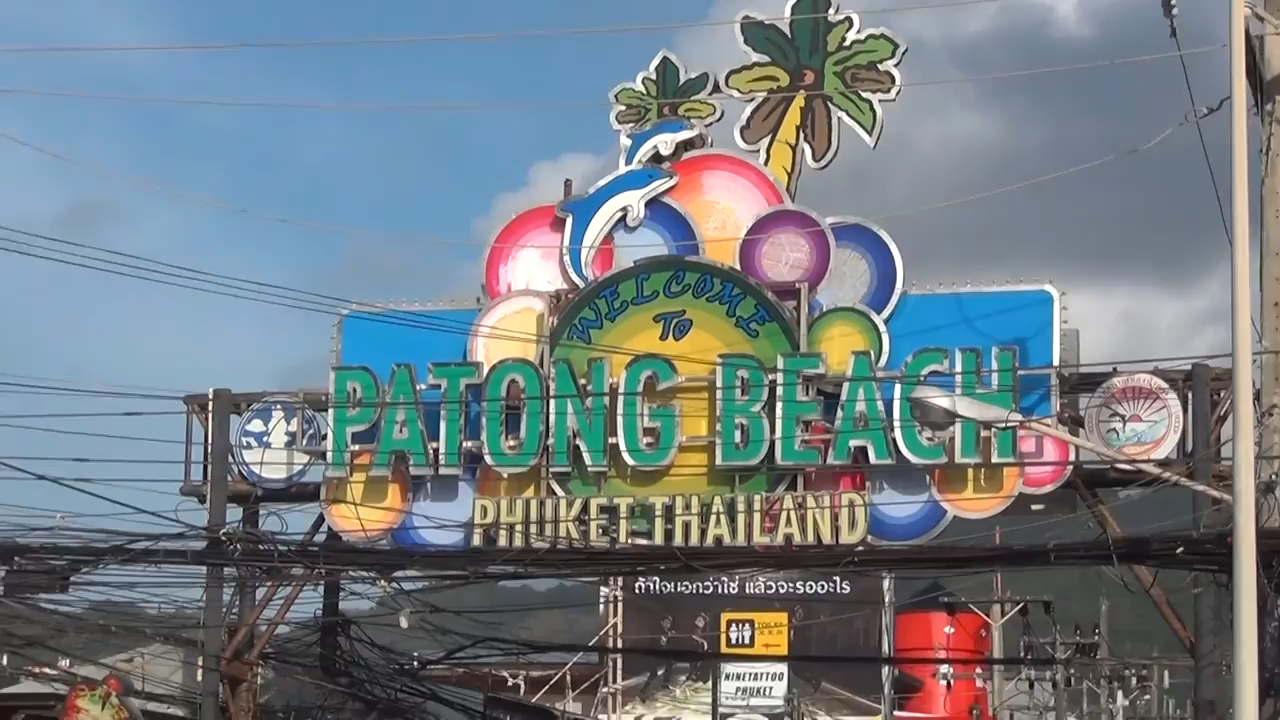 WELCOME
TO
PATONG BEACH
PHUKET THAILAND
ถ้าใจบอกว่าใช่ แล้วจะรออะไร
NINETATTOO
PHUKET